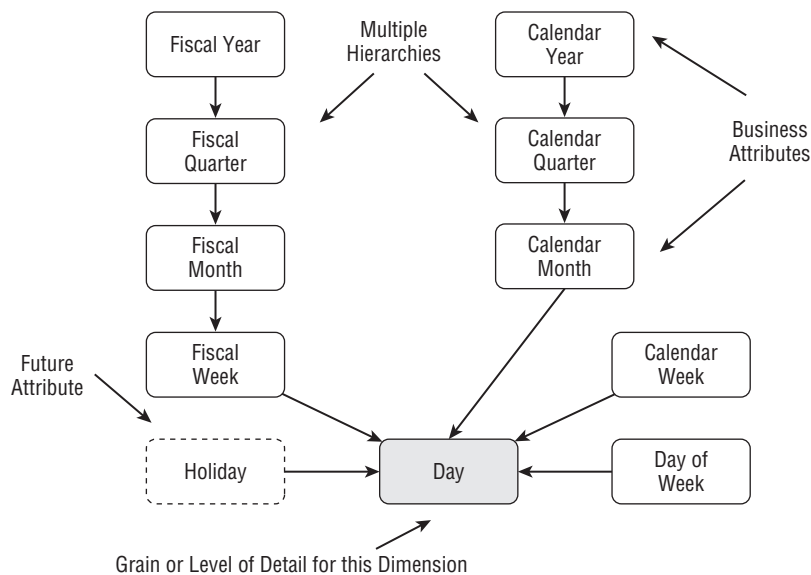 Fiscal Year
Multiple
Hierarchies
Calendar
Year
Fiscal
Quarter
Calendar
Quarter
Business
Attributes
Fiscal
Month
Calendar
Month
Future
Attribute
Fiscal
Week
Calendar
Week
Holiday
Day
Day of
Week
Grain or Level of Detail for this Dimension